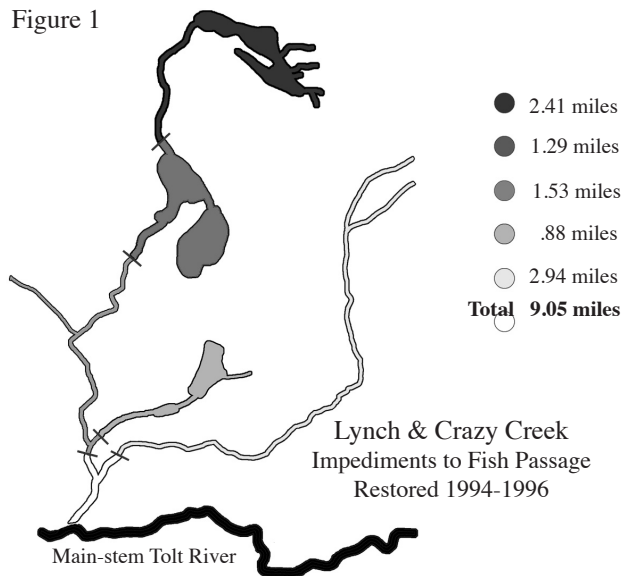 Figure 1
2.41 miles
1.29 miles
1.53 miles
.88 miles
2.94 miles
Total 9.05 miles
Lynch & Crazy Creek
Impediments to Fish Passage
Restored 1994-1996
Main-stem Tolt River